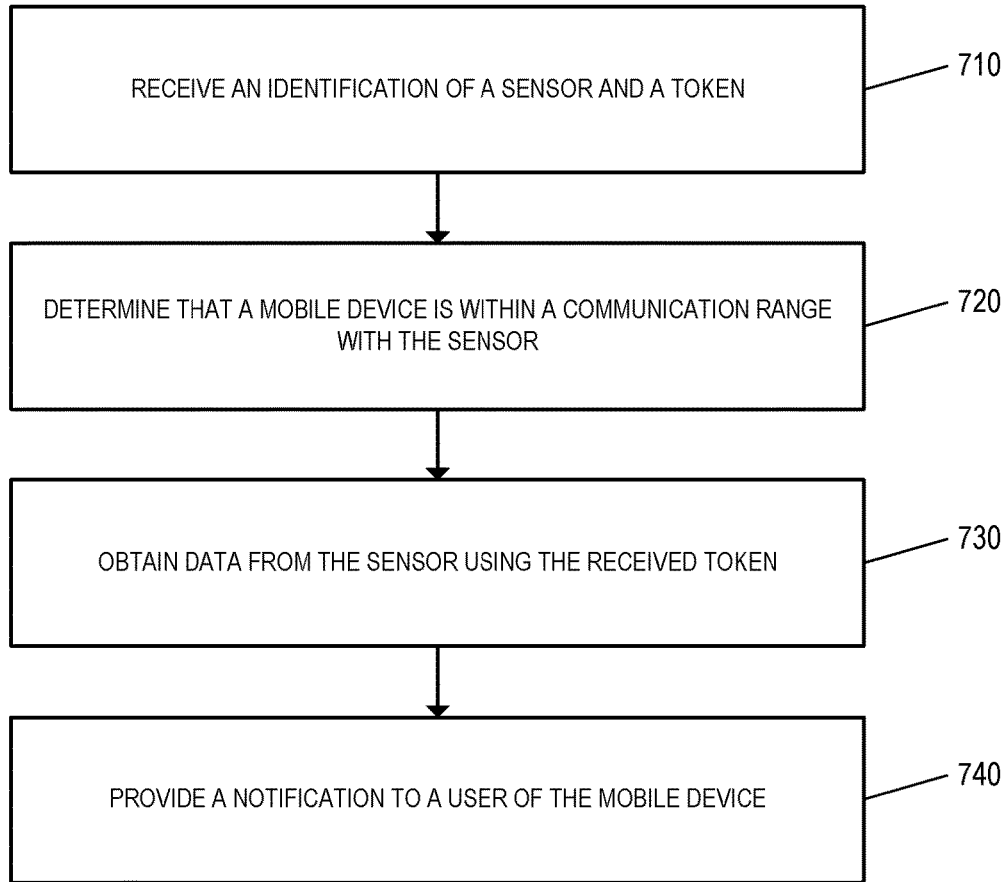 RECEIVE AN IDENTIFICATION OF A SENSOR AND A TOKEN
710
DETERMINE THAT A MOBILE DEVICE IS WITHIN A COMMUNICATION RANGE
WITH THE SENSOR
720
OBTAIN DATA FROM THE SENSOR USING THE RECEIVED TOKEN
730
PROVIDE A NOTIFICATION TO A USER OF THE MOBILE DEVICE
740